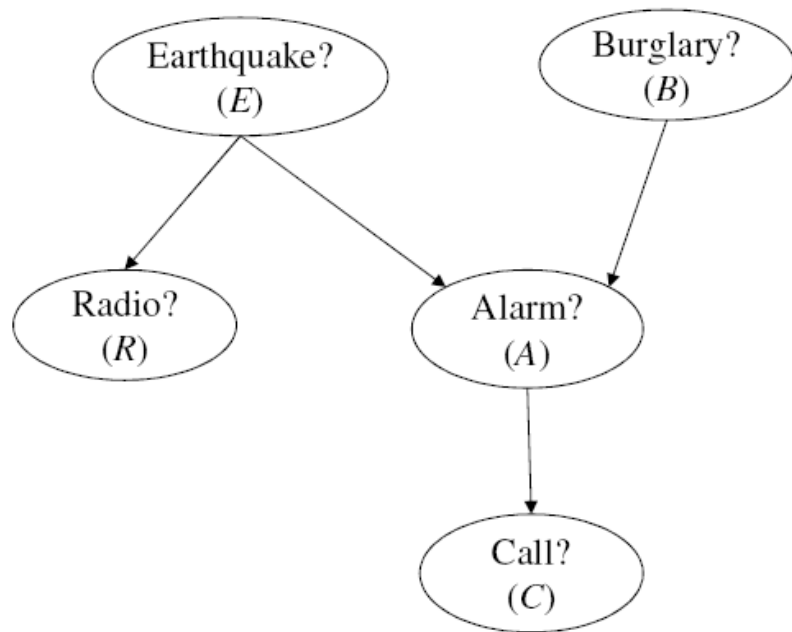 Earthquake?
(E)
Burglary?
(B)
Radio?
(R)
Alarm?
(A)
Call?
(C)